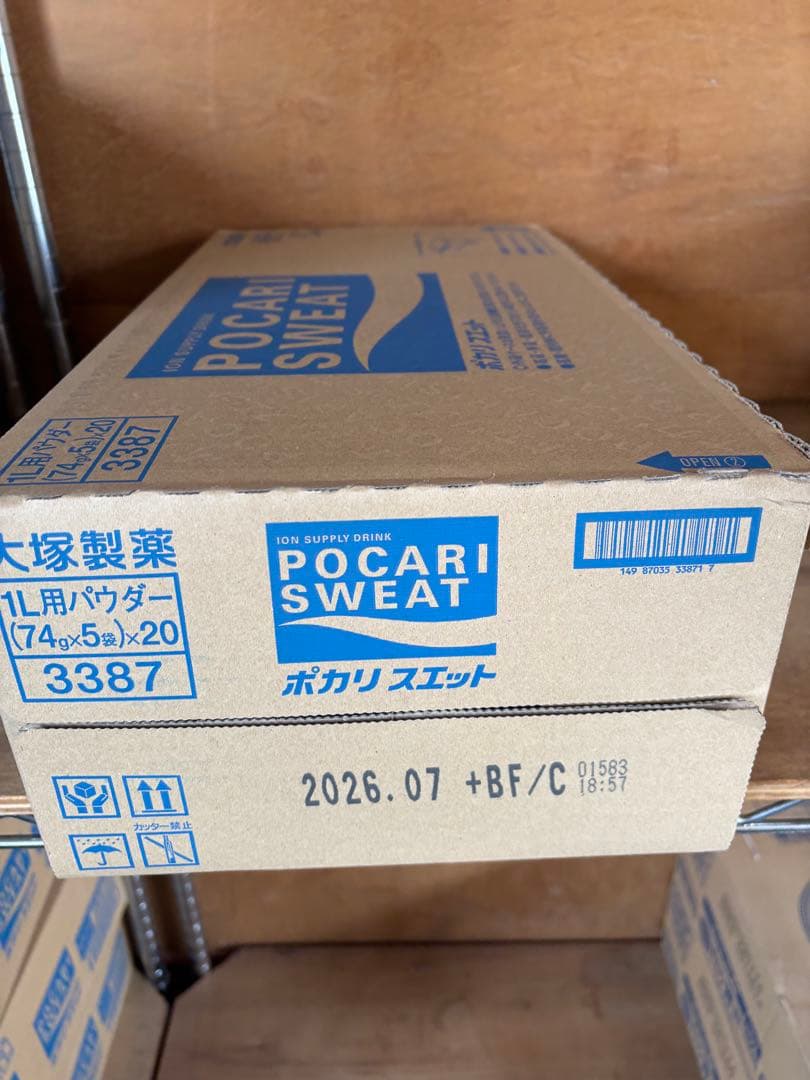 ION SUPPLY DRINK
POCARI
SWEAT
ポカリ スエット
1L用パウダー
(74g×5袋)×20
3387
OPEN
大塚製薬
1L用パウダー
(74g×5袋)×20
3387
ION SUPPLY DRINK
POCARI
SWEAT
ポカリ スエット
149 87035 33871 7
カッター禁止
2026.07 +BF/C 01583
18:57